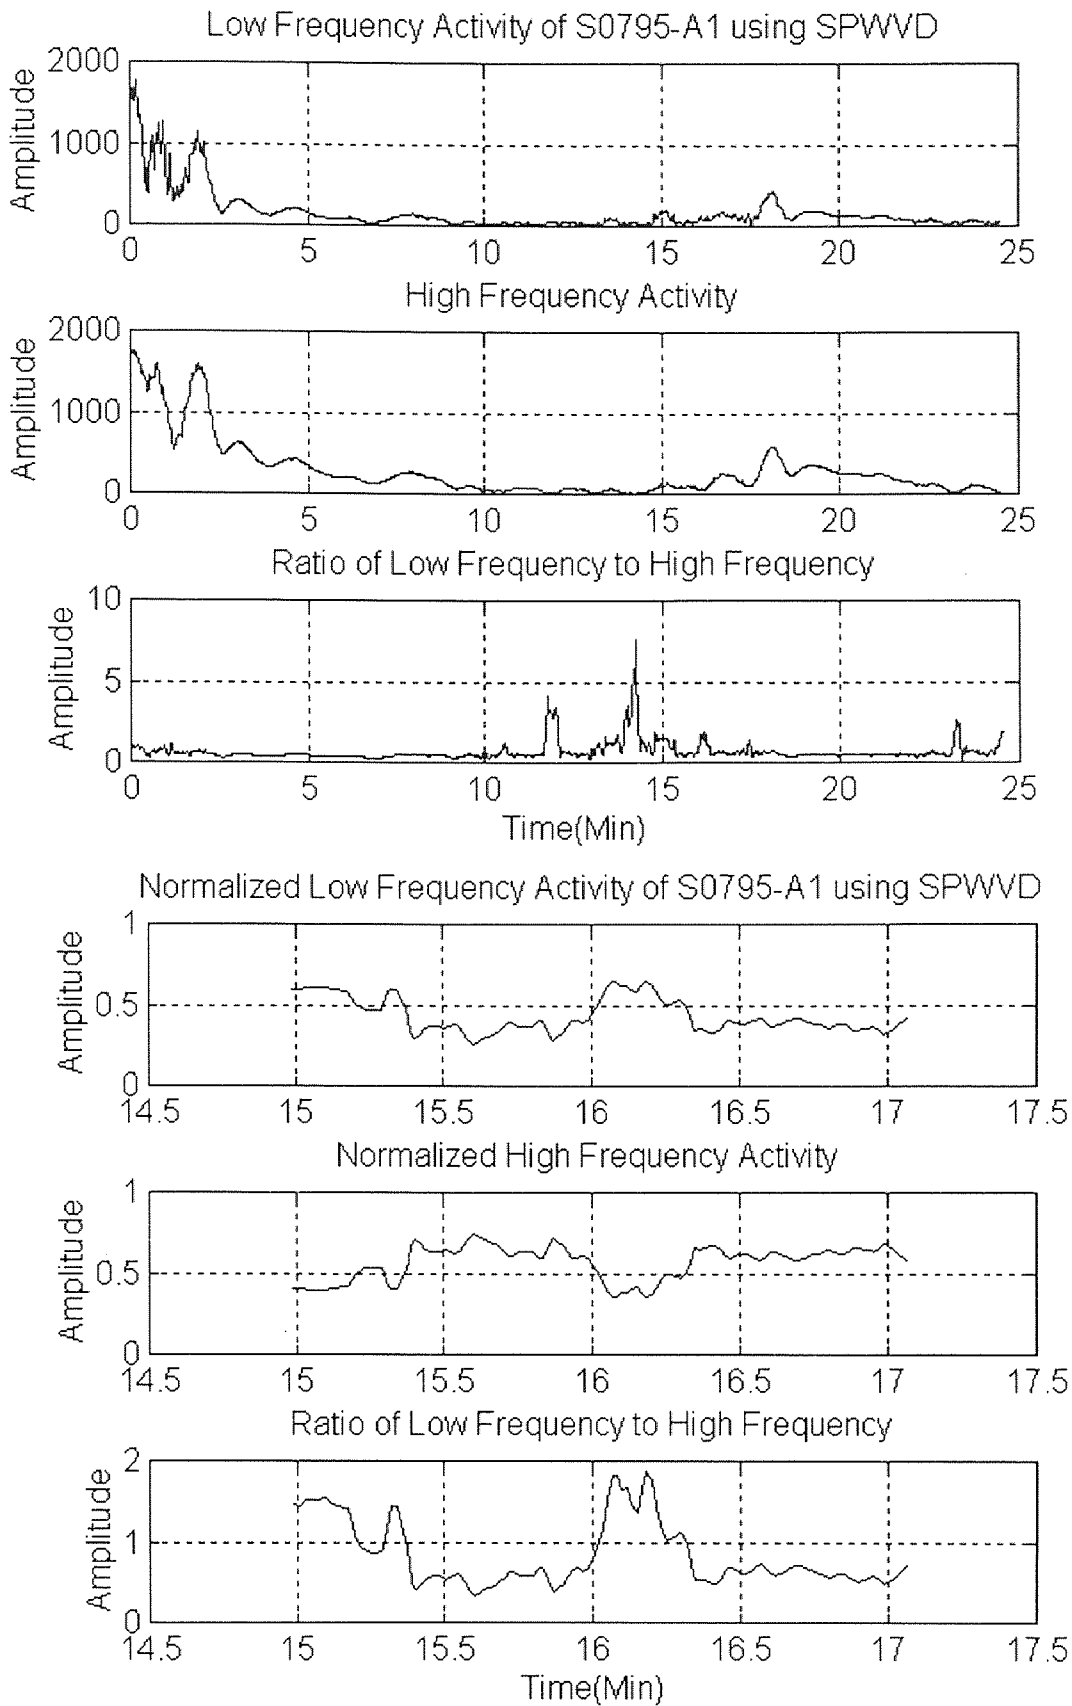 Low Frequency Activity of S0795-A1 using SPWVD
Amplitude
2000
1000
0
0 5 10 15 20 25
High Frequency Activity
Amplitude
2000
1000
0
0 5 10 15 20 25
Ratio of Low Frequency to High Frequency
Amplitude
10
5
0
0 5 10 15 20 25
Time(Min)
Normalized Low Frequency Activity of S0795-A1 using SPWVD
Amplitude
1
0.5
0
14.5 15 15.5 16 16.5 17 17.5
Normalized High Frequency Activity
Amplitude
1
0.5
0
14.5 15 15.5 16 16.5 17 17.5
Ratio of Low Frequency to High Frequency
Amplitude
2
1
0
14.5 15 15.5 16 16.5 17 17.5
Time(Min)